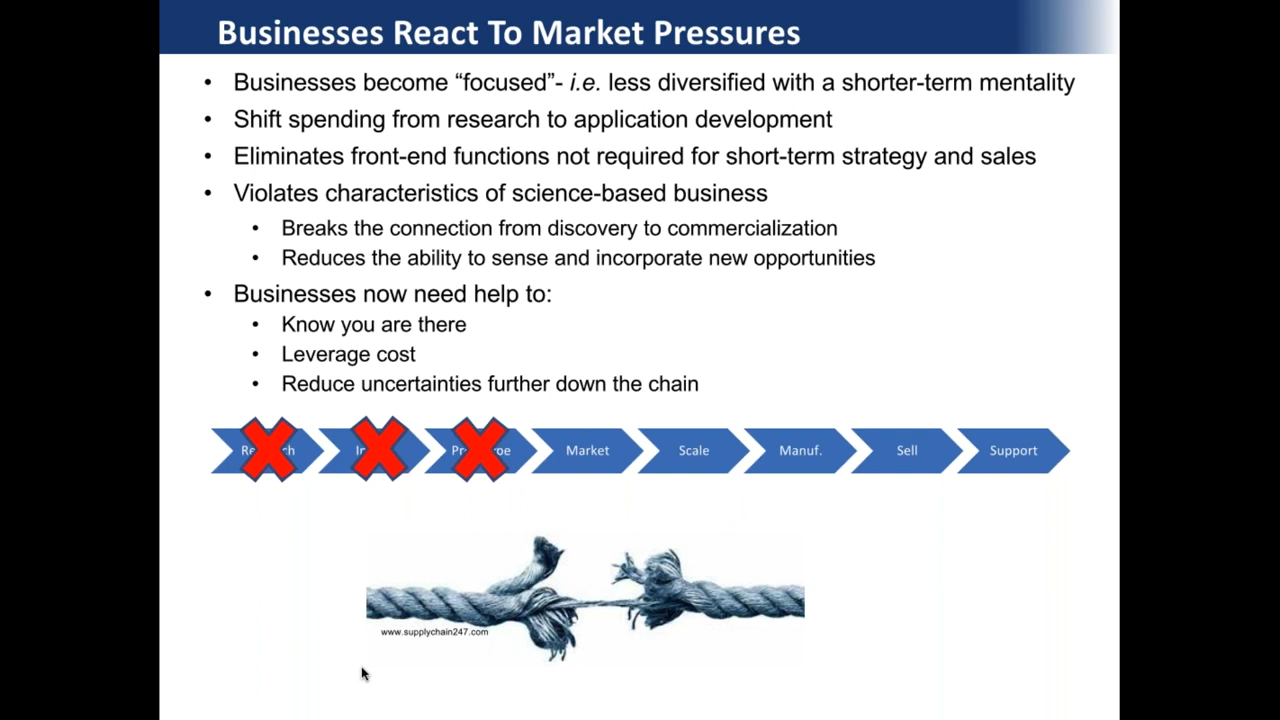 Businesses React To Market Pressures
• Businesses become “focused”- i.e. less diversified with a shorter-term mentality
• Shift spending from research to application development
• Eliminates front-end functions not required for short-term strategy and sales
• Violates characteristics of science-based business
• Breaks the connection from discovery to commercialization
• Reduces the ability to sense and incorporate new opportunities
• Businesses now need help to:
• Know you are there
• Leverage cost
• Reduce uncertainties further down the chain
Market Scale Manuf. Sell Support
www.supplychain247.com